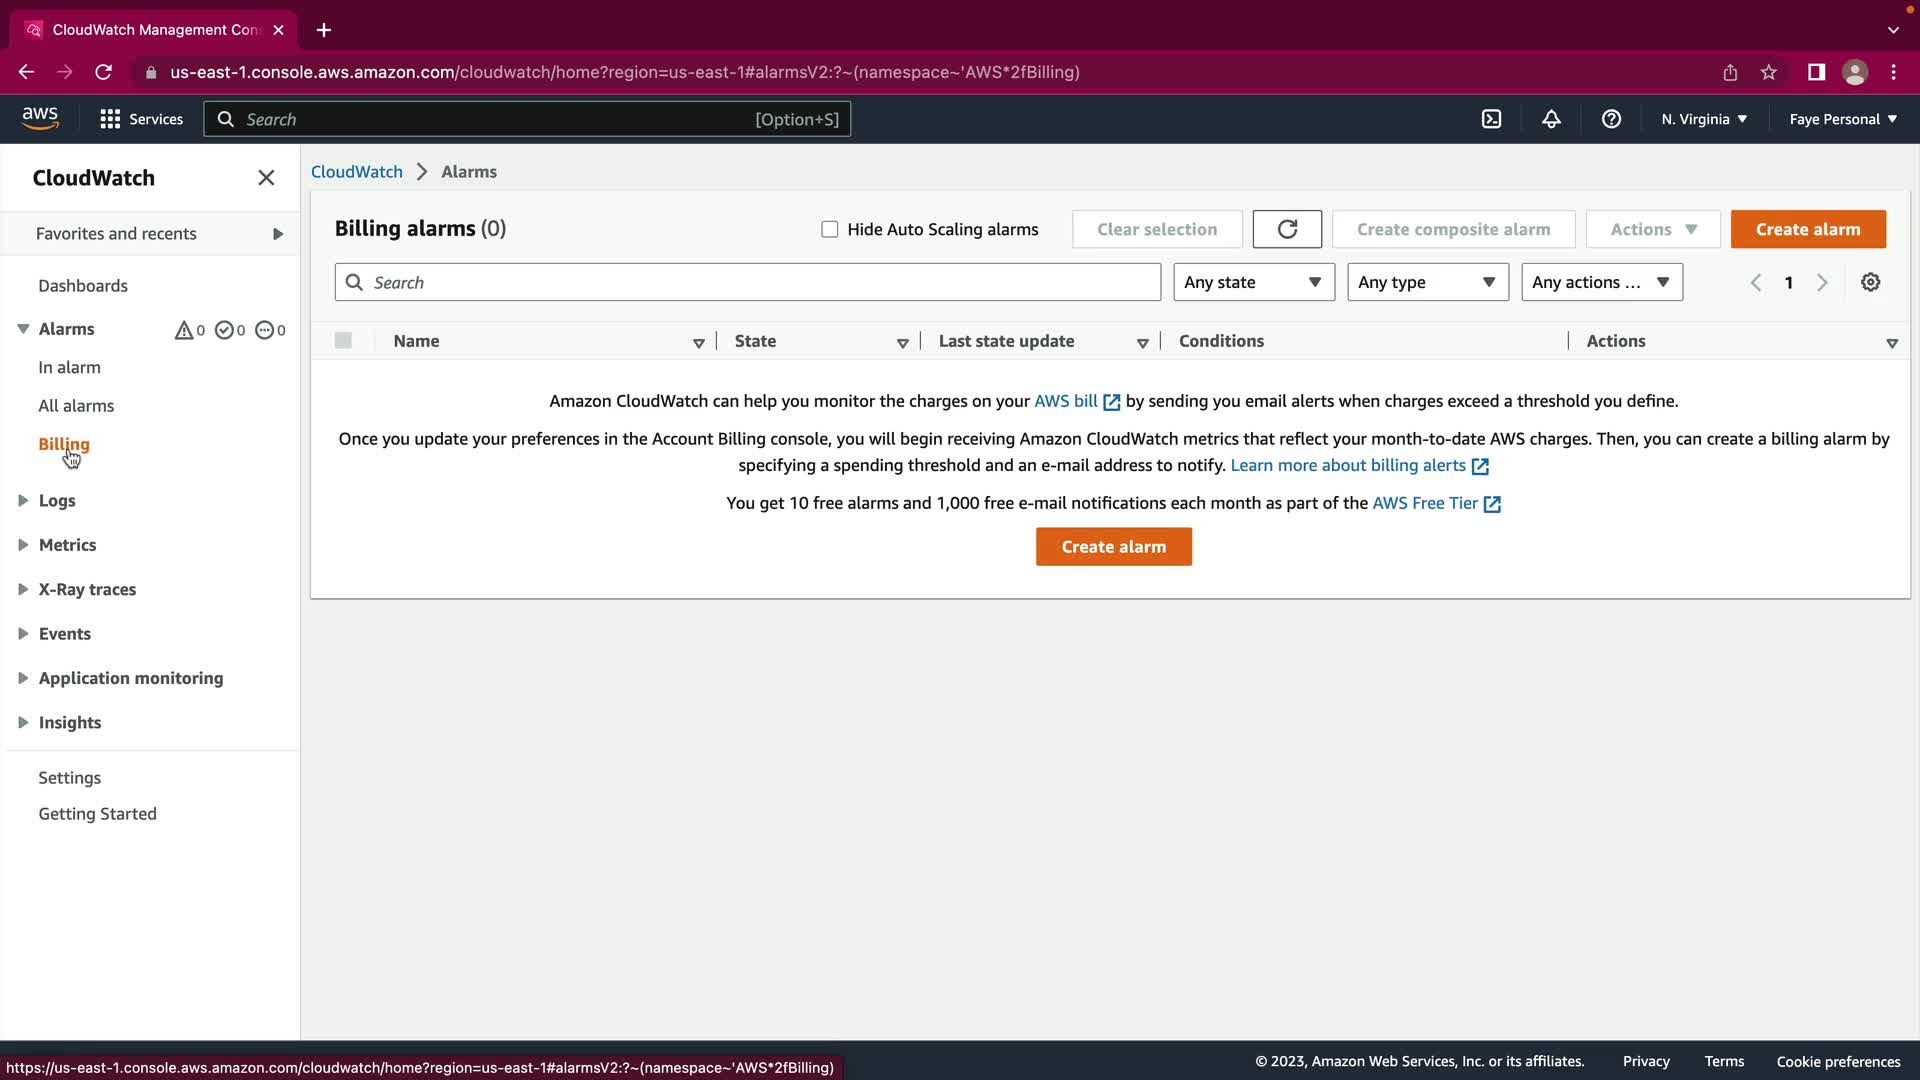 CloudWatch Management Con
us-east-1.console.aws.amazon.com/cloudwatch/home?region=us-east-1#alarmsV2:?~(namespace~'AWS*2fBilling)
aws
Services
Search
[Option+S]
N. Virginia
Faye Personal
CloudWatch
Favorites and recents
Dashboards
Alarms
0
0
0
In alarm
All alarms
Billing
Logs
Metrics
X-Ray traces
Events
Application monitoring
Insights
Settings
Getting Started
CloudWatch
Alarms
Billing alarms (0)
Hide Auto Scaling alarms
Clear selection
Create composite alarm
Actions
Create alarm
Search
Any state
Any type
Any actions ...
1
Name
State
Last state update
Conditions
Actions
Amazon CloudWatch can help you monitor the charges on your AWS bill by sending you email alerts when charges exceed a threshold you define.
Once you update your preferences in the Account Billing console, you will begin receiving Amazon CloudWatch metrics that reflect your month-to-date AWS charges. Then, you can create a billing alarm by
specifying a spending threshold and an e-mail address to notify. Learn more about billing alerts
You get 10 free alarms and 1,000 free e-mail notifications each month as part of the AWS Free Tier
Create alarm
https://us-east-1.console.aws.amazon.com/cloudwatch/home?region=us-east-1#alarmsV2:?~(namespace~'AWS*2fBilling)
© 2023, Amazon Web Services, Inc. or its affiliates.
Privacy
Terms
Cookie preferences